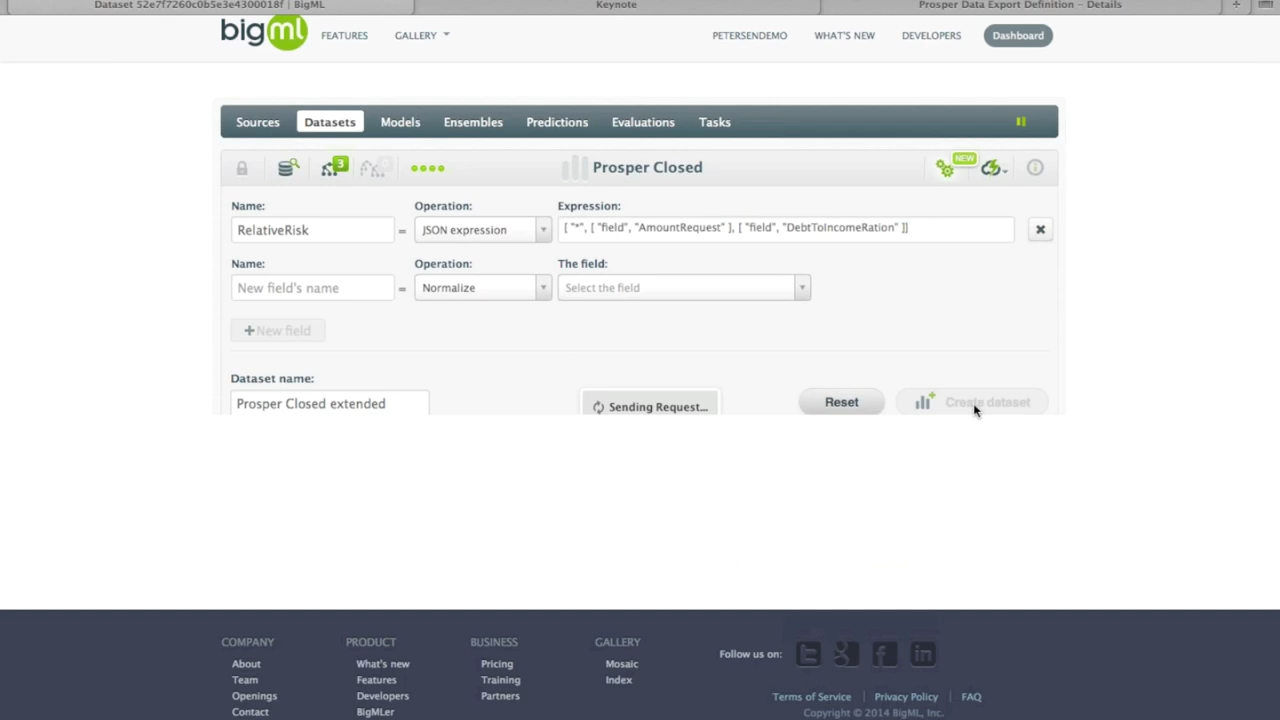 Dataset 52e7f7260c0b5e3e4300018f | BigML
Keynote
Prosper Data Export Definition - Details
bigml
FEATURES
GALLERY
PETERSENDEMO
WHAT'S NEW
DEVELOPERS
Dashboard
Sources
Datasets
Models
Ensembles
Predictions
Evaluations
Tasks
3
Prosper Closed
NEW
Name:
Operation:
Expression:
RelativeRisk
=
JSON expression
[ "*", [ "field", "AmountRequest" ], [ "field", "DebtToIncomeRation" ]]
Name:
Operation:
The field:
New field's name
=
Normalize
Select the field
+New field
Dataset name:
Prosper Closed extended
Sending Request...
Reset
Create dataset
COMPANY
PRODUCT
BUSINESS
GALLERY
Follow us on:
About
What's new
Pricing
Mosaic
Team
Features
Training
Index
Openings
Developers
Partners
Terms of Service | Privacy Policy | FAQ
Contact
BigMLer
Copyright © 2014 BigML, Inc.